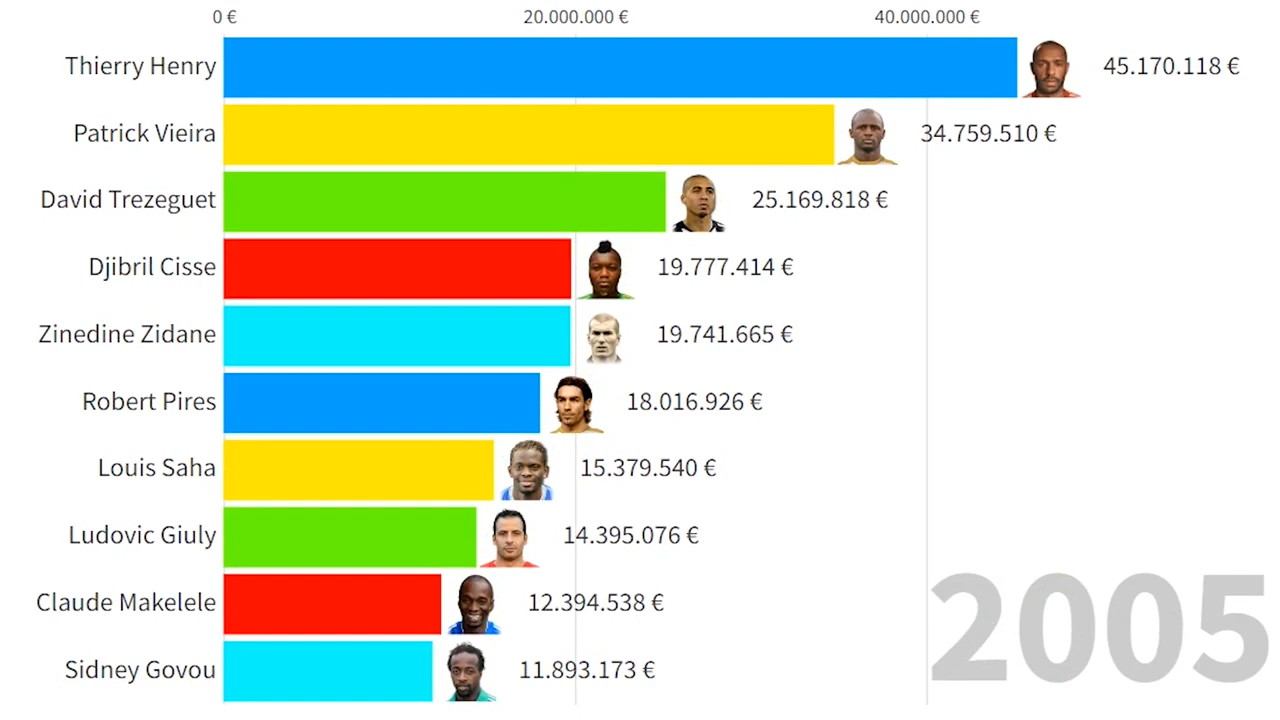 0 € 20.000.000 € 40.000.000 €
Thierry Henry 45.170.118 €
Patrick Vieira 34.759.510 €
David Trezeguet 25.169.818 €
Djibril Cisse 19.777.414 €
Zinedine Zidane 19.741.665 €
Robert Pires 18.016.926 €
Louis Saha 15.379.540 €
Ludovic Giuly 14.395.076 €
Claude Makelele 12.394.538 €
Sidney Govou 11.893.173 €
2005